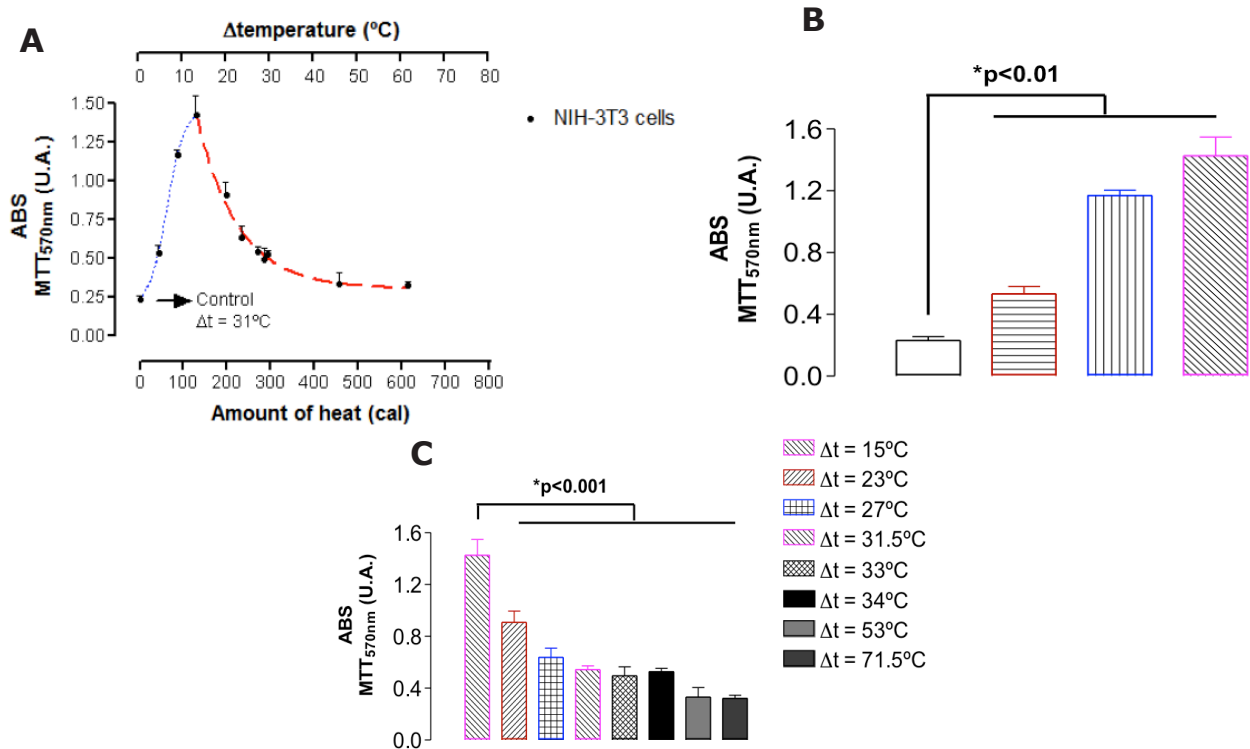 A
Δtemperature (ºC)
0 10 20 30 40 50 60 70 80
1.50
1.25
1.00
0.75
0.50
0.25
0.00
ABS
MTT570nm (U.A.)
NIH-3T3 cells
Control
Δt = 31ºC
0 100 200 300 400 500 600 700 800
Amount of heat (cal)
B
*p<0.01
1.6
1.2
0.8
0.4
0.0
ABS
MTT570nm (U.A.)
C
*p<0.001
1.6
1.2
0.8
0.4
0.0
ABS
MTT570nm (U.A.)
Δt = 15ºC
Δt = 23ºC
Δt = 27ºC
Δt = 31.5ºC
Δt = 33ºC
Δt = 34ºC
Δt = 53ºC
Δt = 71.5ºC